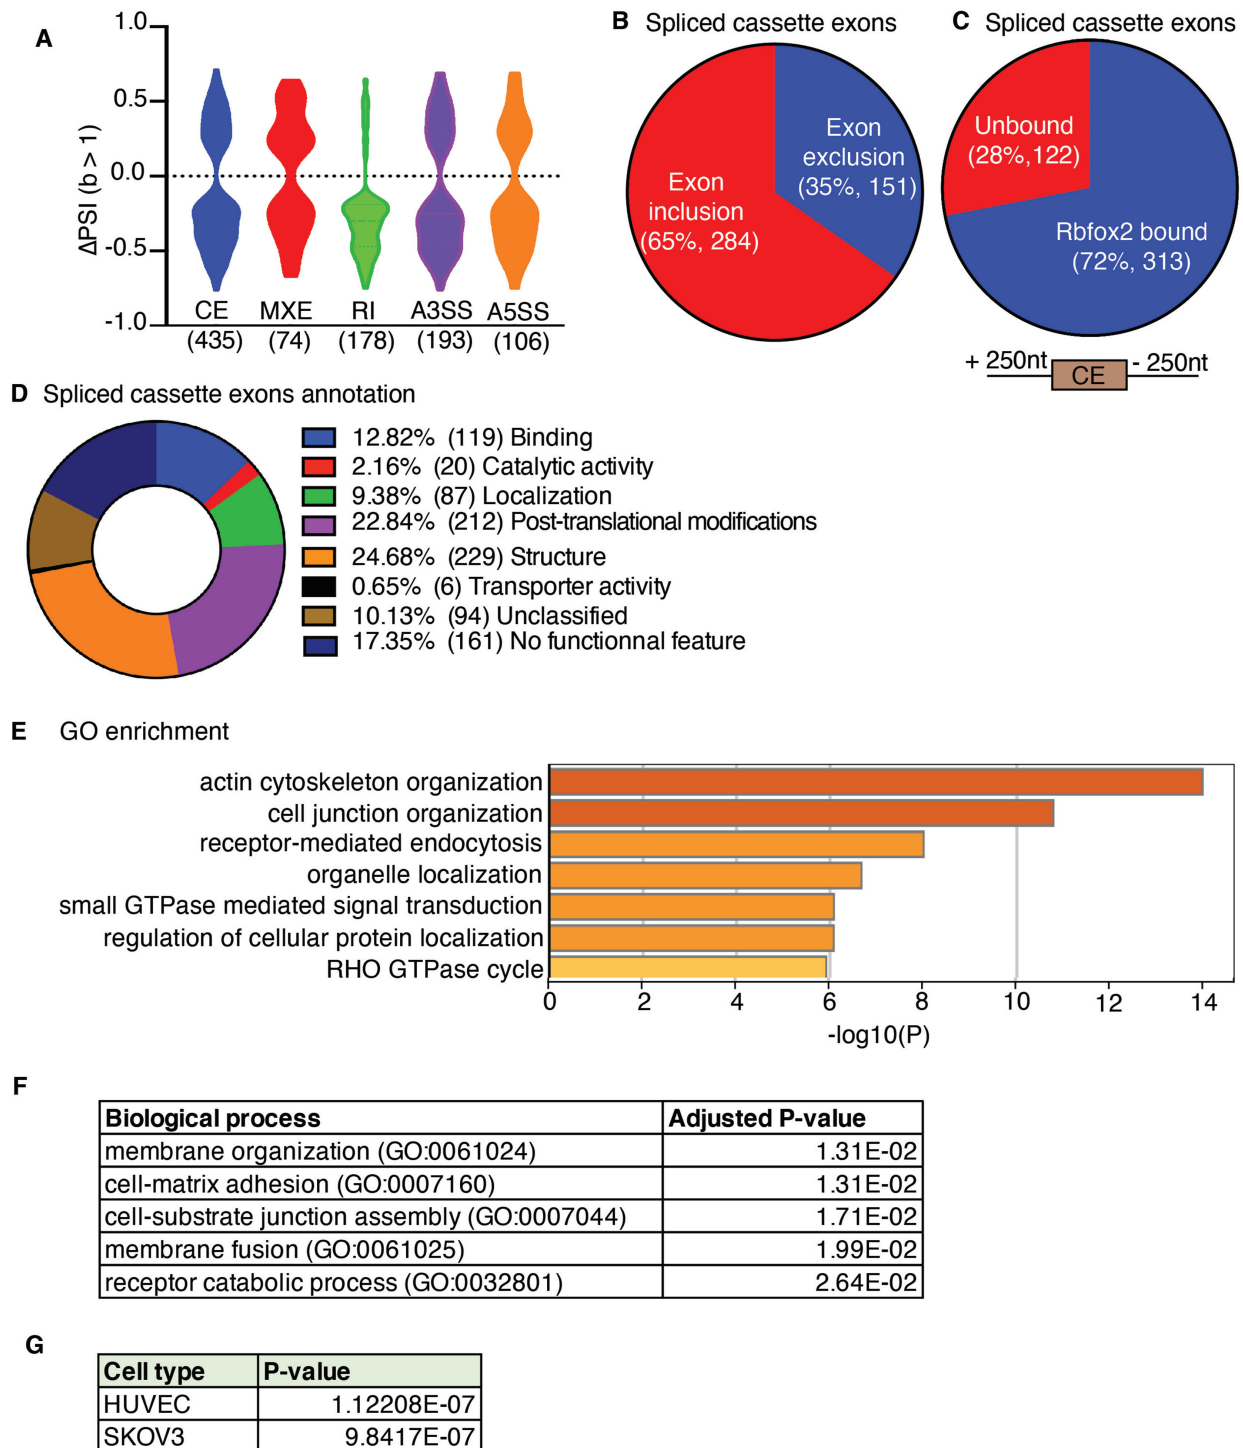 A
1.0
0.5
0.0
-0.5
-1.0
ΔPSI (b > 1)
CE MXE RI A3SS A5SS
(435) (74) (178) (193) (106)
B Spliced cassette exons
Exon
exclusion
(35%, 151)
Exon
inclusion
(65%, 284)
C Spliced cassette exons
Unbound
(28%,122)
Rbfox2 bound
(72%, 313)
+ 250nt CE - 250nt
D Spliced cassette exons annotation
12.82% (119) Binding
2.16% (20) Catalytic activity
9.38% (87) Localization
22.84% (212) Post-translational modifications
24.68% (229) Structure
0.65% (6) Transporter activity
10.13% (94) Unclassified
17.35% (161) No functionnal feature
E GO enrichment
actin cytoskeleton organization
cell junction organization
receptor-mediated endocytosis
organelle localization
small GTPase mediated signal transduction
regulation of cellular protein localization
RHO GTPase cycle
0 2 4 6 8 10 12 14
-log10(P)
F
Biological process Adjusted P-value
membrane organization (GO:0061024) 1.31E-02
cell-matrix adhesion (GO:0007160) 1.31E-02
cell-substrate junction assembly (GO:0007044) 1.71E-02
membrane fusion (GO:0061025) 1.99E-02
receptor catabolic process (GO:0032801) 2.64E-02
G
Cell type P-value
HUVEC 1.12208E-07
SKOV3 9.8417E-07